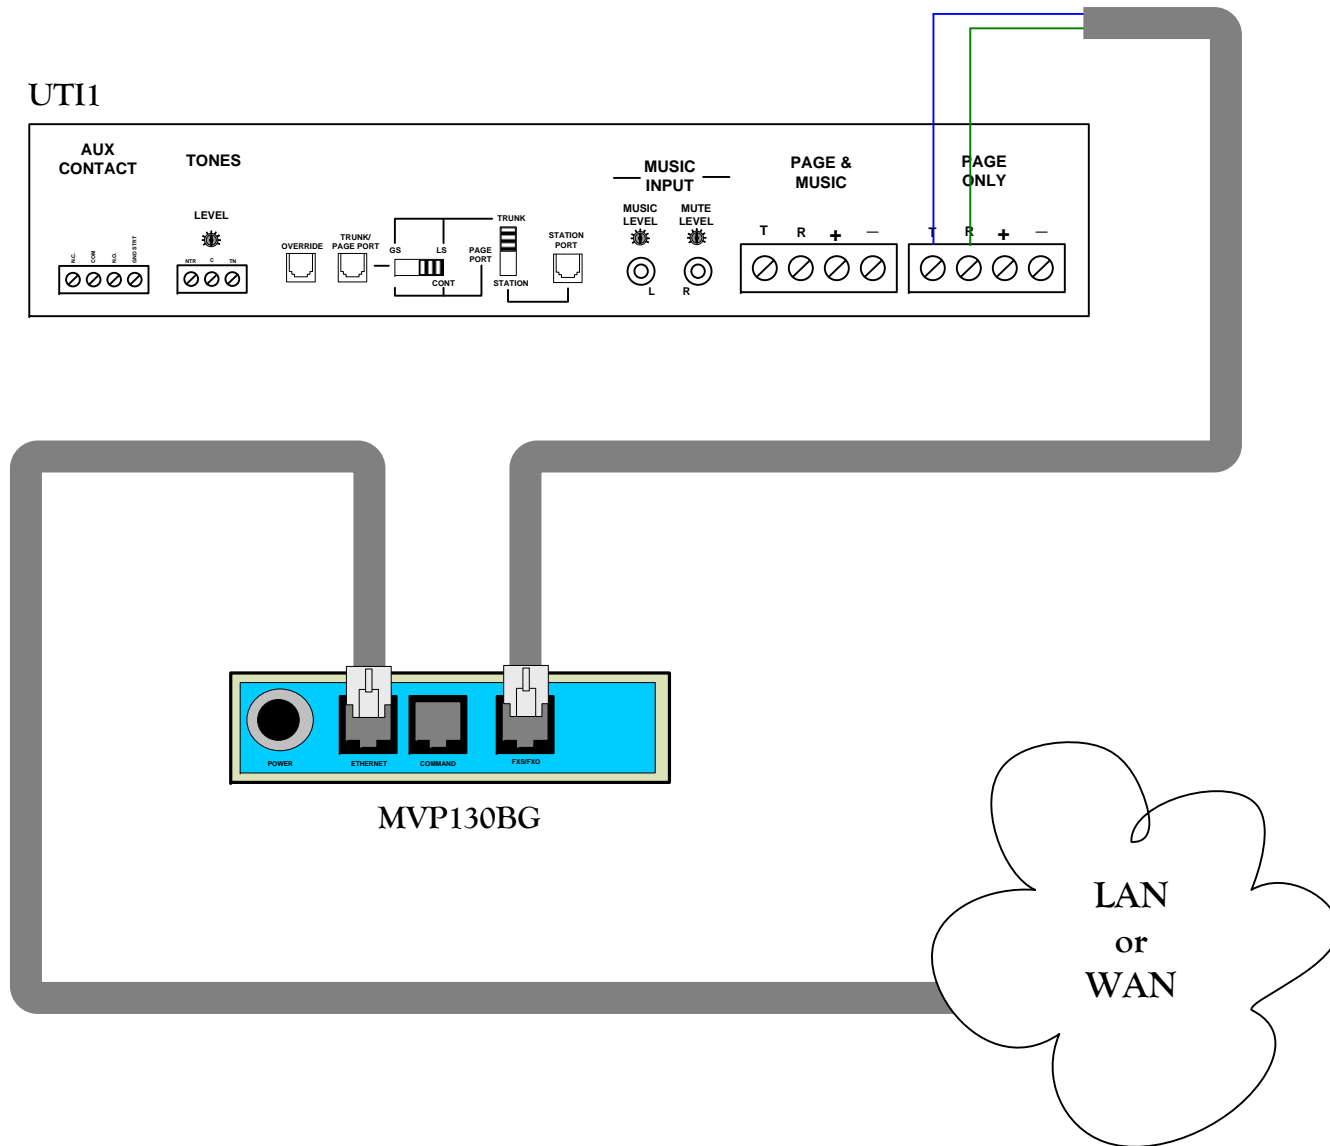 UTI1
AUX
CONTACT
TONES
MUSIC
INPUT
PAGE &
MUSIC
PAGE
ONLY
LEVEL
MUSIC
LEVEL
MUTE
LEVEL
N.C.
COM
N.O.
GND STRT
NTR C TN
OVERRIDE
TRUNK/
PAGE PORT
GS LS
CONT
PAGE
PORT
TRUNK
STATION
STATION
PORT
L R
T R + —
T R + —
POWER
ETHERNET
COMMAND
FXS/FXO
MVP130BG
LAN
or
WAN